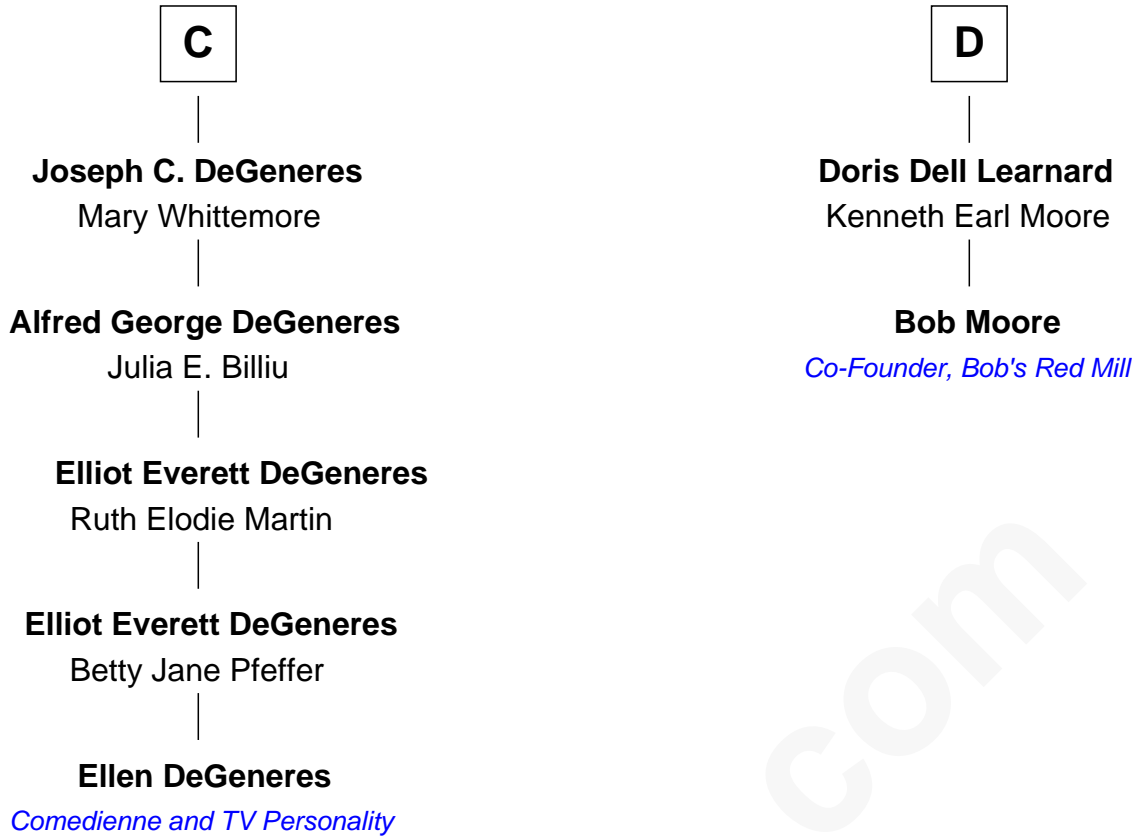 C
Joseph C. DeGeneres
Mary Whittemore
Alfred George DeGeneres
Julia E. Billiu
Elliot Everett DeGeneres
Ruth Elodie Martin
Elliot Everett DeGeneres
Betty Jane Pfeffer
Ellen DeGeneres
Comedienne and TV Personality
D
Doris Dell Learnard
Kenneth Earl Moore
Bob Moore
Co-Founder, Bob's Red Mill
com